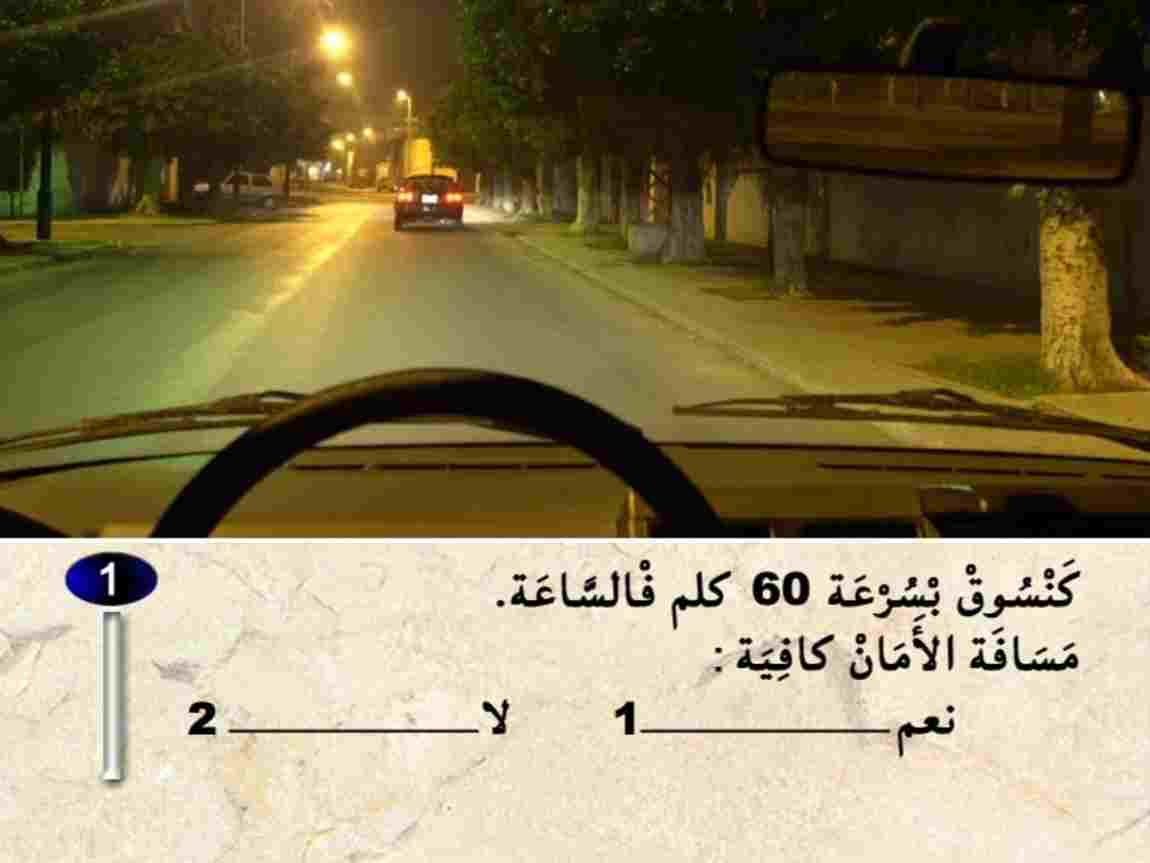 1
كَنْسُوقْ بْسُرْعَة 60 كلم فْالسَّاعَة.
مَسَافَة الأَمَانْ كافِيَة :
نعم 1 لا 2